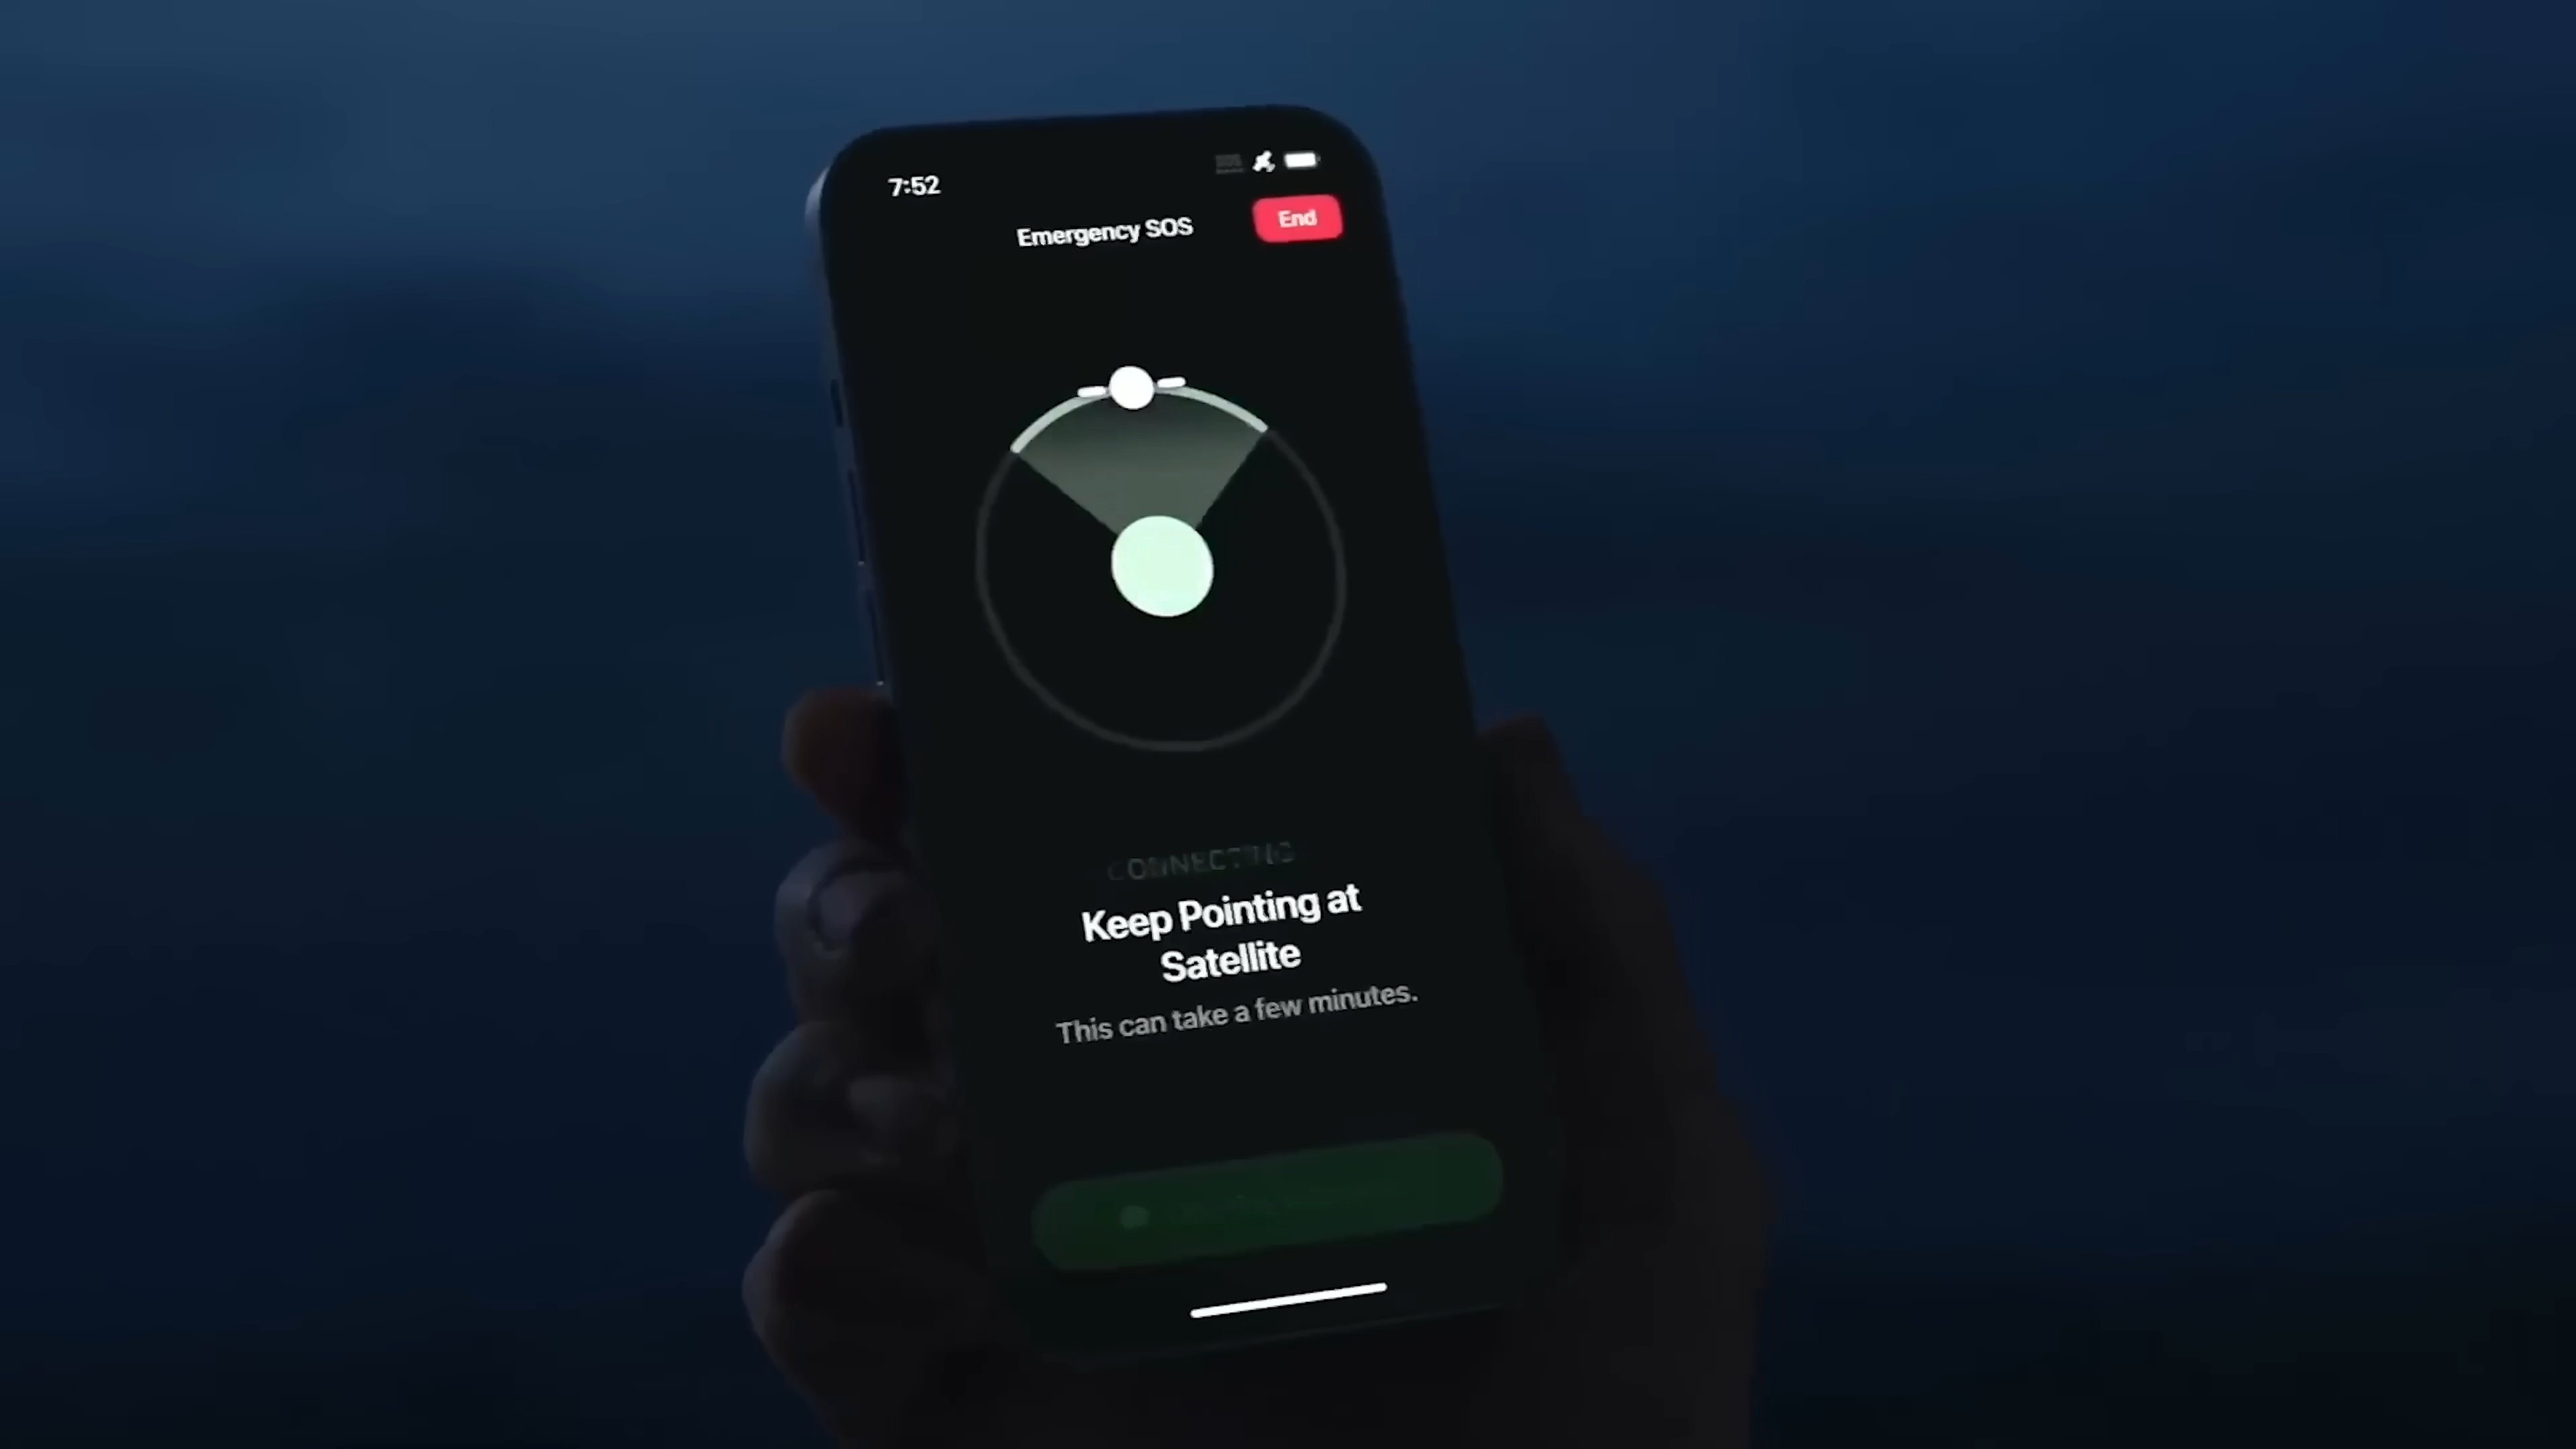 7:52
Emergency SOS
End
CONNECTING
Keep Pointing at
Satellite
This can take a few minutes.